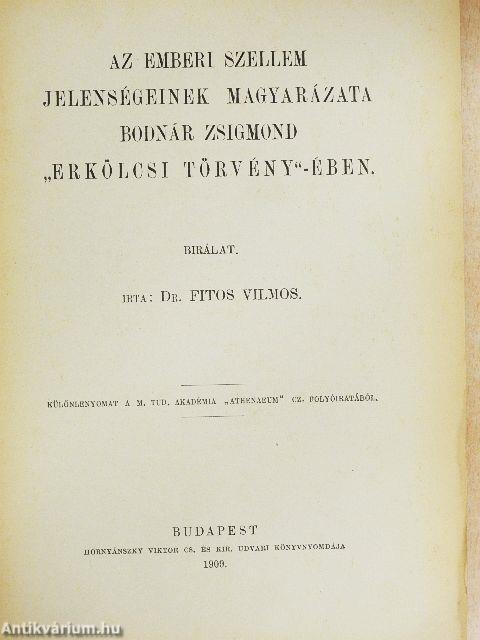 AZ EMBERI SZELLEM
JELENSÉGEINEK MAGYARÁZATA
BODNÁR ZSIGMOND
„ERKÖLCSI TÖRVÉNY“-ÉBEN.
BIRÁLAT.
IRTA: DR. FITOS VILMOS.
KÜLÖNLENYOMAT A M. TUD. AKADÉMIA „ATHENAEUM“ CZ. FOLYÓIRATÁBÓL.
BUDAPEST
HORNYÁNSZKY VIKTOR CS. ÉS KIR. UDVARI KÖNYVNYOMDÁJA
1909.
Antikvárium.hu